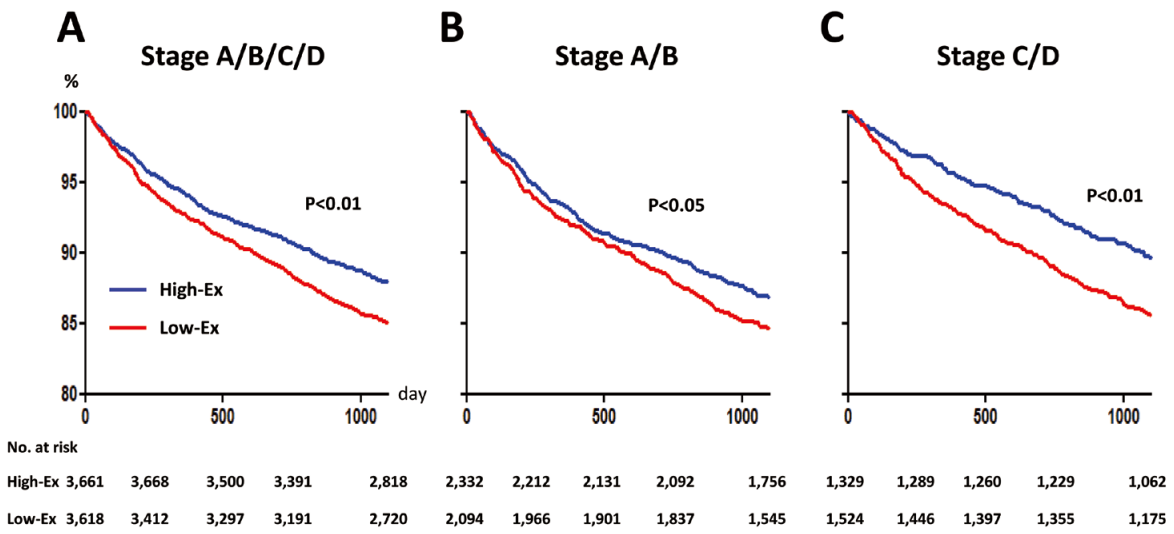 A B C
Stage A/B/C/D Stage A/B Stage C/D
%
100
95
P<0.01 P<0.05 P<0.01
90
High-Ex
85
Low-Ex
80
day
0 500 1000 0 500 1000 0 500 1000
No. at risk
High-Ex 3,661 3,668 3,500 3,391 2,818 2,332 2,212 2,131 2,092 1,756 1,329 1,289 1,260 1,229 1,062
Low-Ex 3,618 3,412 3,297 3,191 2,720 2,094 1,966 1,901 1,837 1,545 1,524 1,446 1,397 1,355 1,175